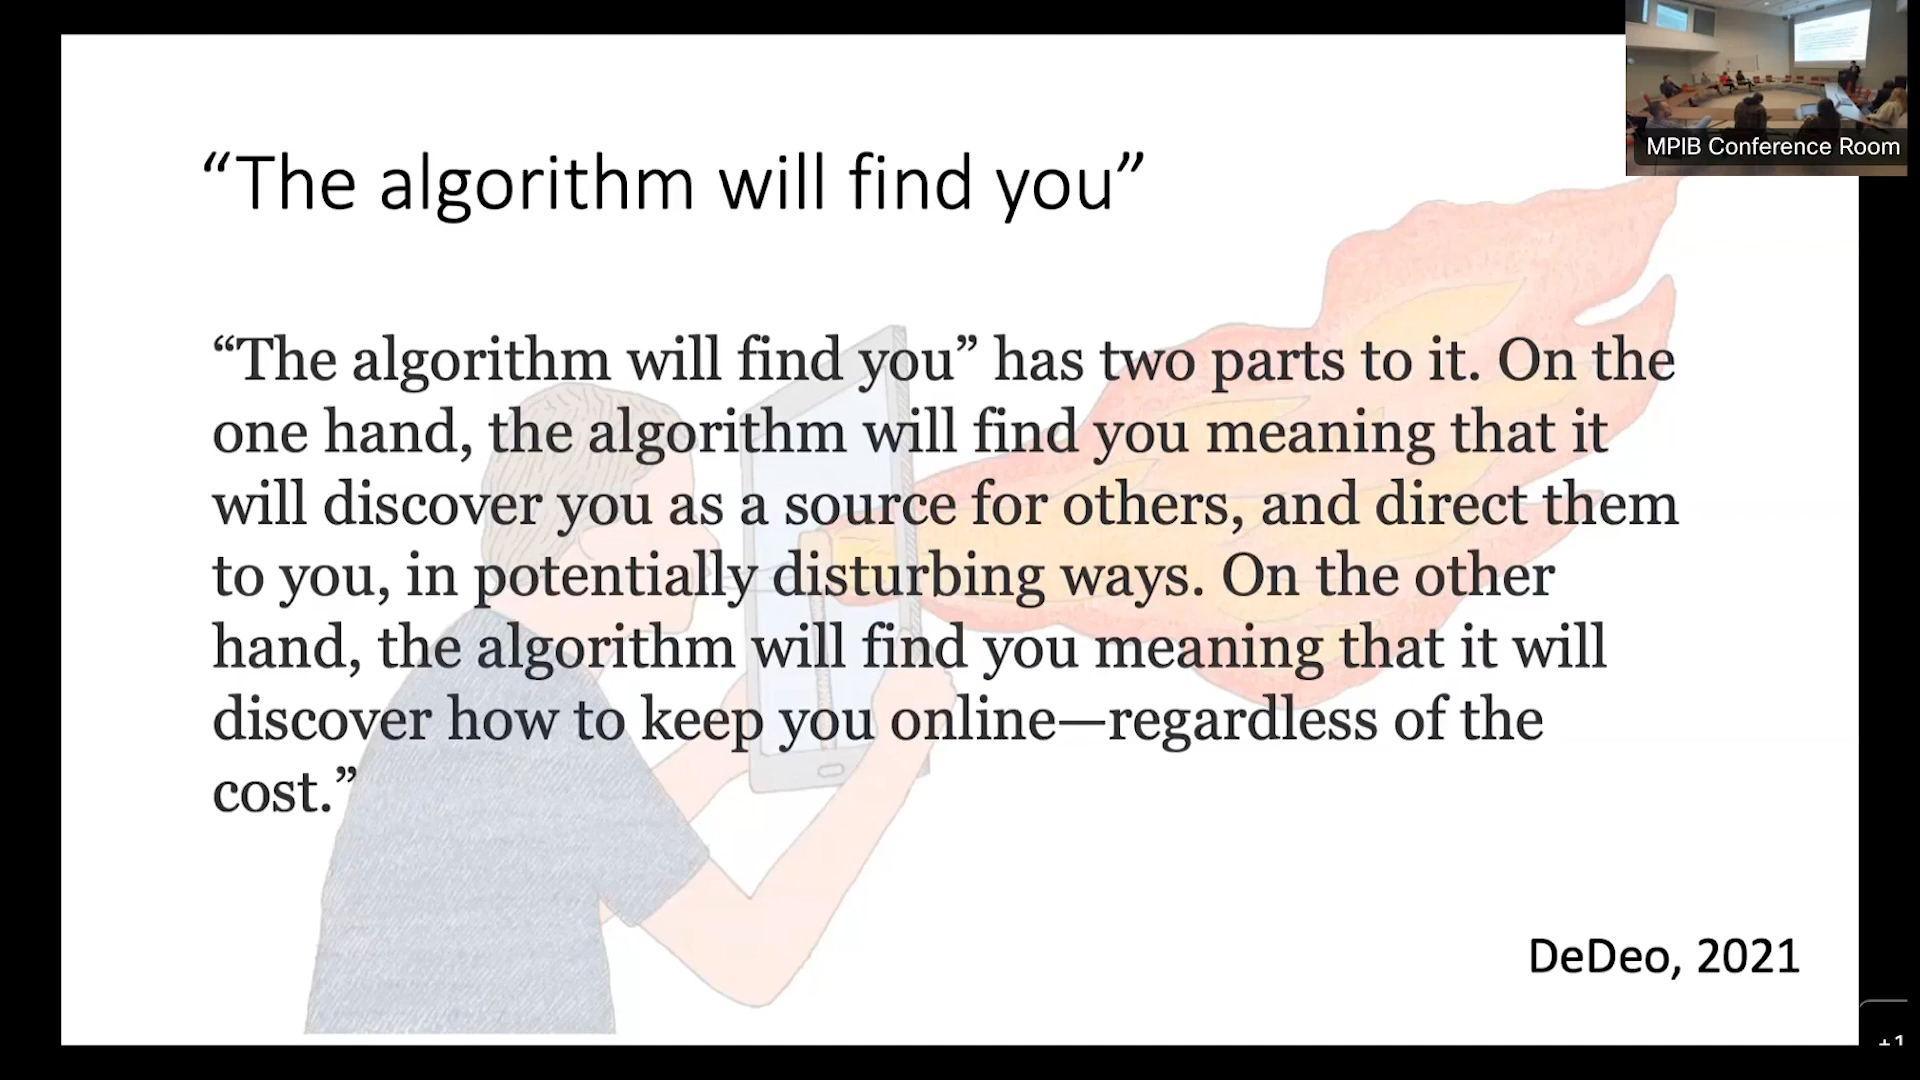 MPIB Conference Room
“The algorithm will find you”
“The algorithm will find you” has two parts to it. On the
one hand, the algorithm will find you meaning that it
will discover you as a source for others, and direct them
to you, in potentially disturbing ways. On the other
hand, the algorithm will find you meaning that it will
discover how to keep you online—regardless of the
cost.”
DeDeo, 2021
+1